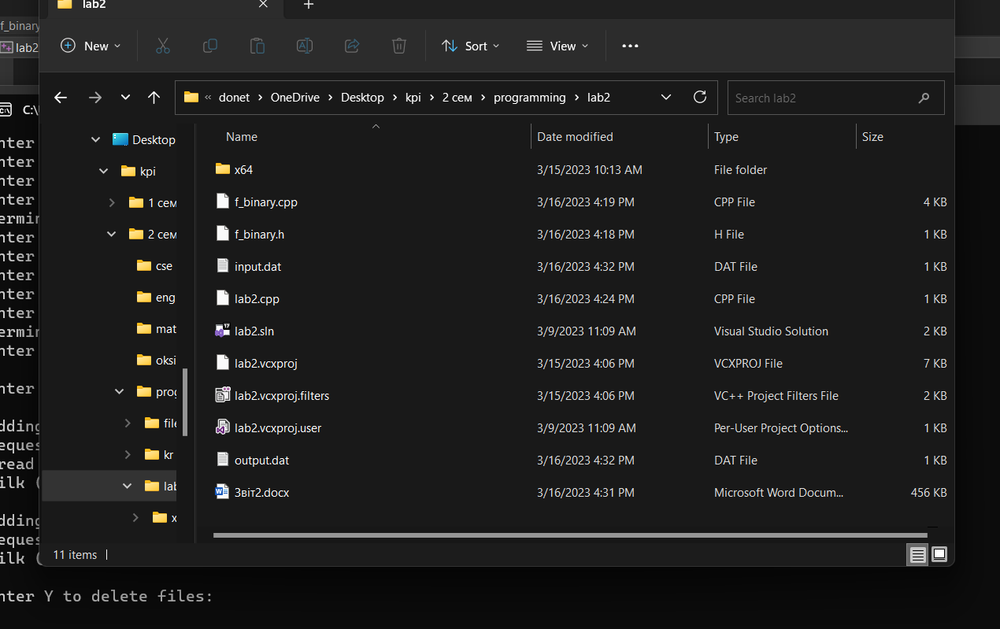 lab2
f_binary
lab2
New
Sort
View
« donet > OneDrive > Desktop > kpi > 2 сем > programming > lab2
Search lab2
C:\
Desktop
kpi
1 сем
2 сем
cse
eng
mat
oksi
prog
file
kr
lab
x
Name Date modified Type Size
x64 3/15/2023 10:13 AM File folder
f_binary.cpp 3/16/2023 4:19 PM CPP File 4 KB
f_binary.h 3/16/2023 4:18 PM H File 1 KB
input.dat 3/16/2023 4:32 PM DAT File 1 KB
lab2.cpp 3/16/2023 4:24 PM CPP File 1 KB
lab2.sln 3/9/2023 11:09 AM Visual Studio Solution 2 KB
lab2.vcxproj 3/15/2023 4:06 PM VCXPROJ File 7 KB
lab2.vcxproj.filters 3/15/2023 4:06 PM VC++ Project Filters File 2 KB
lab2.vcxproj.user 3/9/2023 11:09 AM Per-User Project Options... 1 KB
output.dat 3/16/2023 4:32 PM DAT File 1 KB
Звіт2.docx 3/16/2023 4:31 PM Microsoft Word Docum... 456 KB
11 items
nter
nter
nter
nter
ermin
nter
nter
nter
nter
nter
ermin
nter
nter
dding
eques
read
ilk (
dding
eques
ilk (
nter Y to delete files: